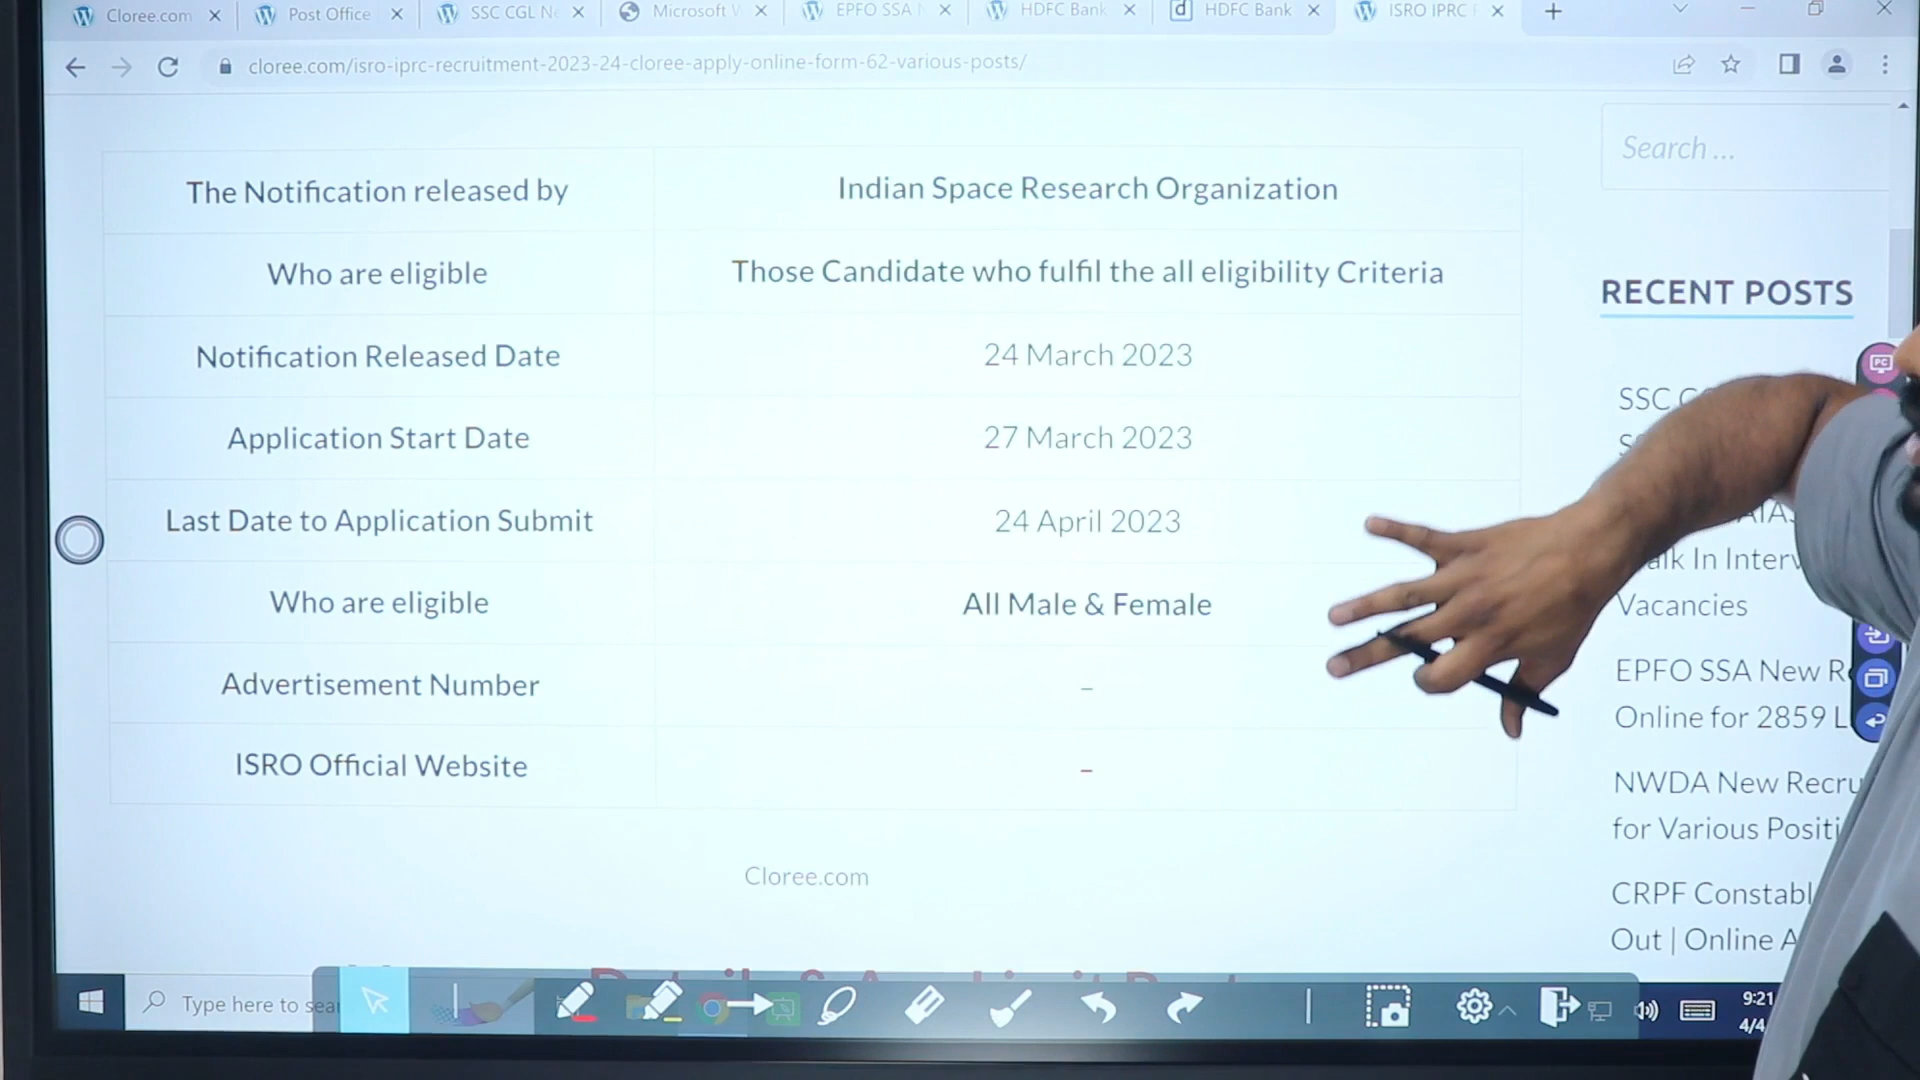 Cloree.com
Post Office
SSC CGL
Microsoft
EPFO SSA
HDFC Bank
HDFC Bank
ISRO IPRC
cloree.com/isro-iprc-recruitment-2023-24-cloree-apply-online-form-62-various-posts/
Search ...
The Notification released by Indian Space Research Organization
Who are eligible Those Candidate who fulfil the all eligibility Criteria
Notification Released Date 24 March 2023
Application Start Date 27 March 2023
Last Date to Application Submit 24 April 2023
Who are eligible All Male & Female
Advertisement Number –
ISRO Official Website –
Cloree.com
RECENT POSTS
SSC
In
Vacancies
EPFO SSA New
Online for 2859
NWDA New
for Various
CRPF
Out | Online
PC
Type here to
9:21
4/4